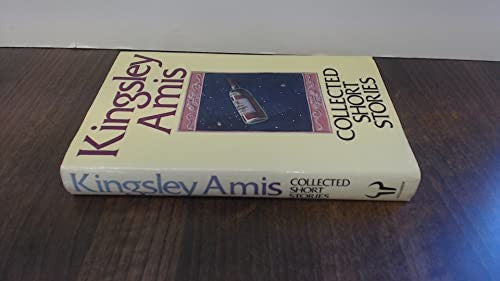 Kingsley
Amis
COLLECTED
SHORT
STORIES
Kingsley Amis
COLLECTED
SHORT
STORIES